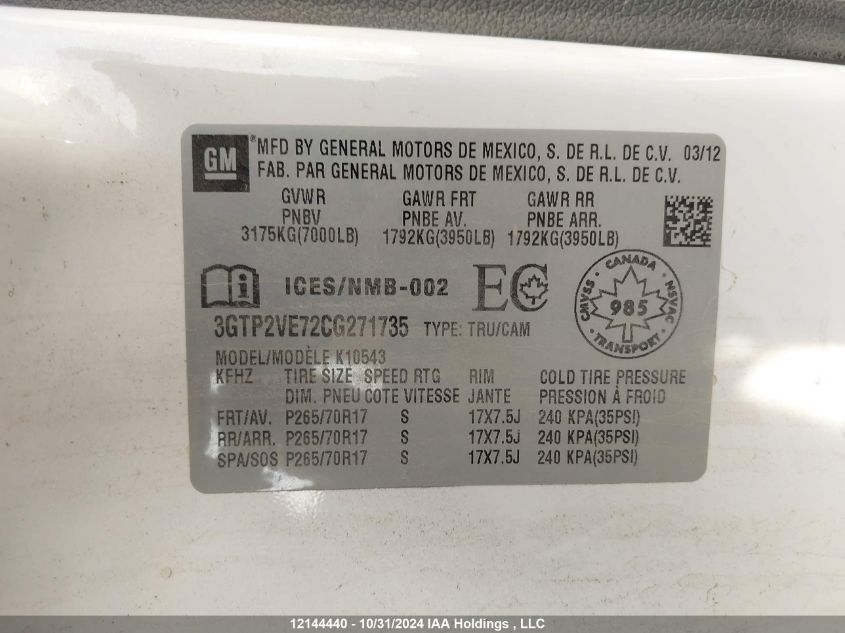 GM ® MFD BY GENERAL MOTORS DE MEXICO, S. DE R.L. DE C.V. 03/12
FAB. PAR GENERAL MOTORS DE MEXICO, S. DE R.L. DE C.V.
GVWR GAWR FRT GAWR RR
PNBV PNBE AV. PNBE ARR.
3175KG(7000LB) 1792KG(3950LB) 1792KG(3950LB)
ICES/NMB-002 EC
CANADA
CMVSS 985 NSVAC
TRANSPORT
3GTP2VE72CG271735 TYPE: TRU/CAM
MODEL/MODÈLE K10543
KFHZ TIRE SIZE SPEED RTG RIM COLD TIRE PRESSURE
DIM. PNEU COTE VITESSE JANTE PRESSION À FROID
FRT/AV. P265/70R17 S 17X7.5J 240 KPA(35PSI)
RR/ARR. P265/70R17 S 17X7.5J 240 KPA(35PSI)
SPA/SOS P265/70R17 S 17X7.5J 240 KPA(35PSI)
12144440 - 10/31/2024 IAA Holdings , LLC